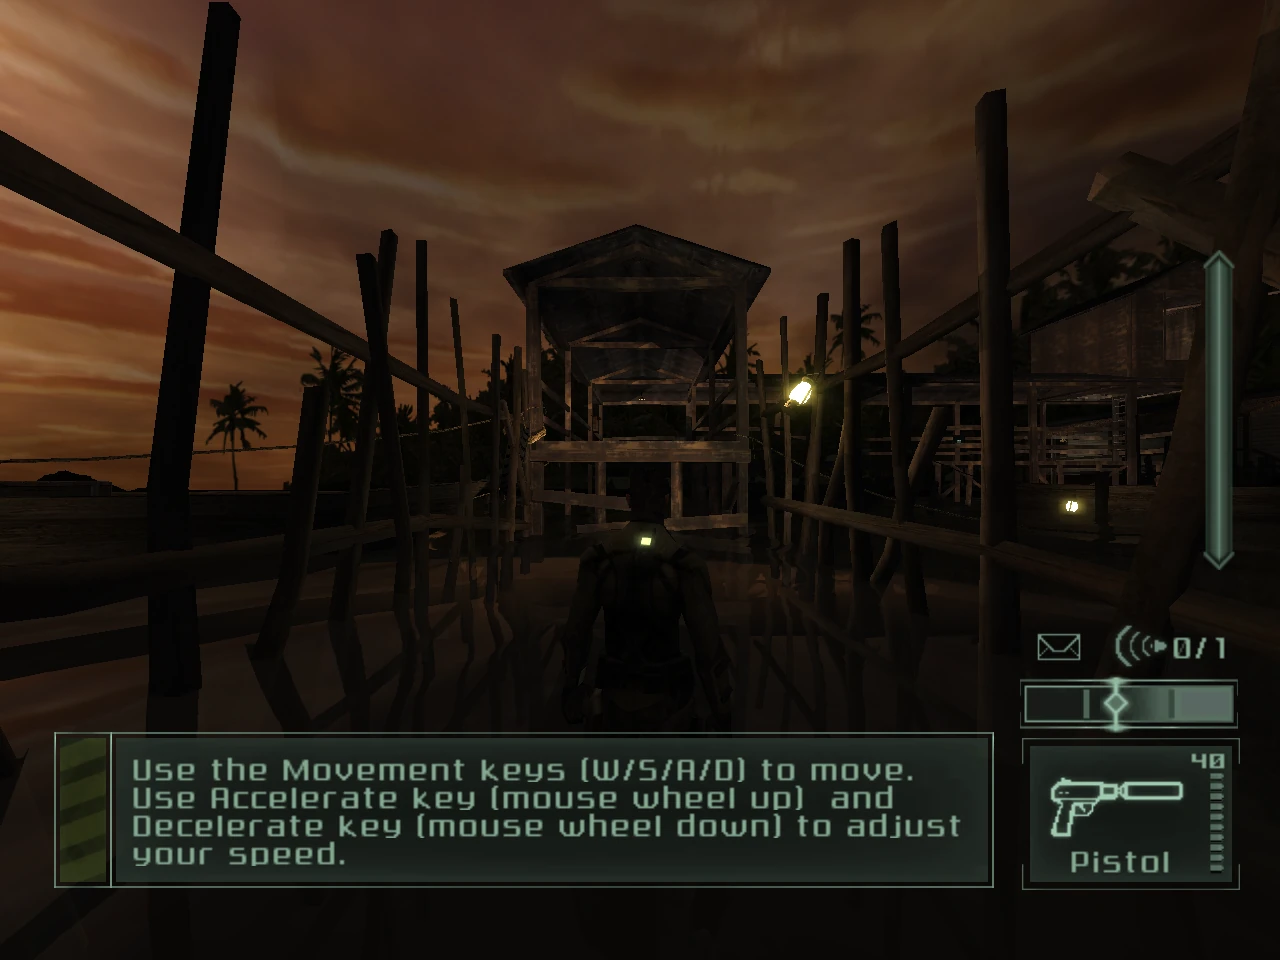 0/1
40
Pistol
Use the Movement keys (W/S/A/D) to move.
Use Accelerate key (mouse wheel up)  and
Decelerate key (mouse wheel down) to adjust
your speed.